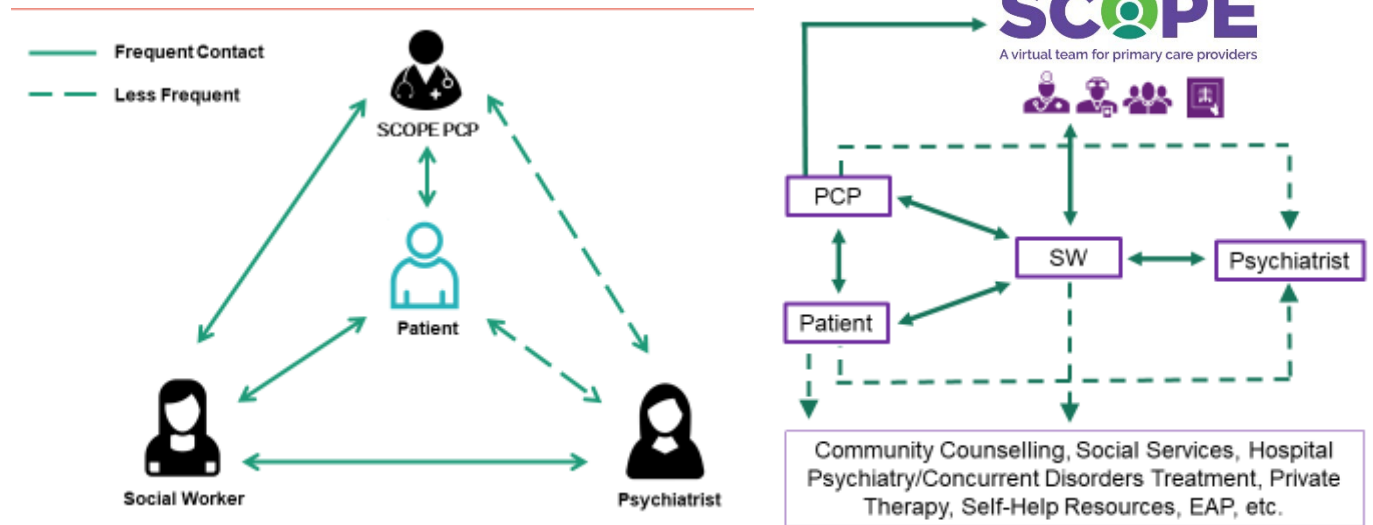 Frequent Contact
Less Frequent
SCOPE PCP
Patient
Social Worker
Psychiatrist
SCOPE
A virtual team for primary care providers
PCP
SW
Psychiatrist
Patient
Community Counselling, Social Services, Hospital
Psychiatry/Concurrent Disorders Treatment, Private
Therapy, Self-Help Resources, EAP, etc.